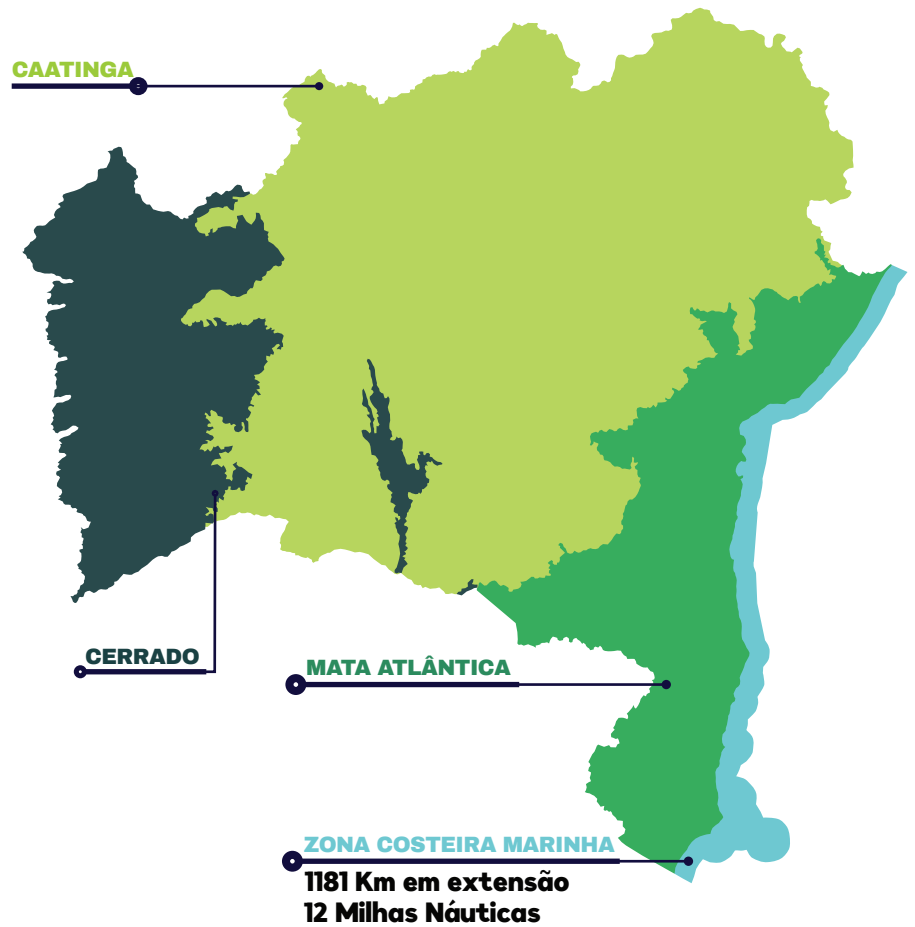 CAATINGA
CERRADO
MATA ATLÂNTICA
ZONA COSTEIRA MARINHA
1181 Km em extensão
12 Milhas Náuticas